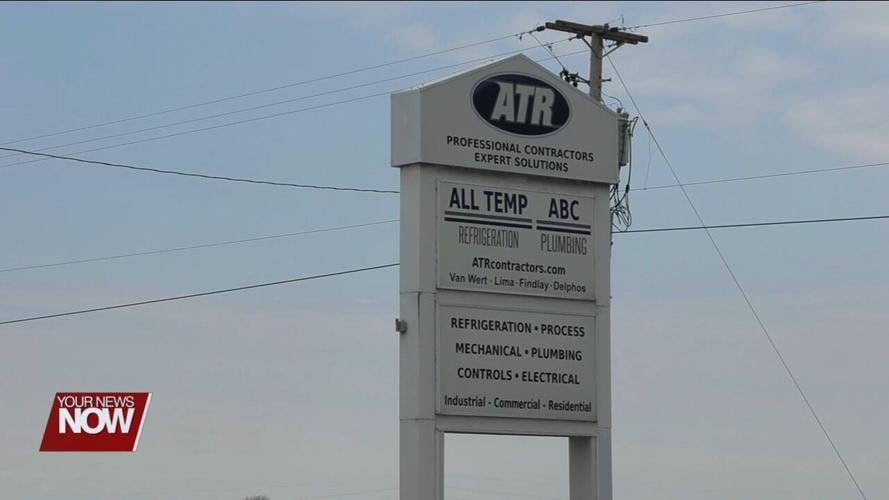 ATR
PROFESSIONAL CONTRACTORS
EXPERT SOLUTIONS
ALL TEMP ABC
REFRIGERATION PLUMBING
ATRcontractors.com
Van Wert · Lima · Findlay · Delphos
REFRIGERATION • PROCESS
MECHANICAL • PLUMBING
CONTROLS • ELECTRICAL
Industrial - Commercial - Residential
YOUR NEWS
NOW